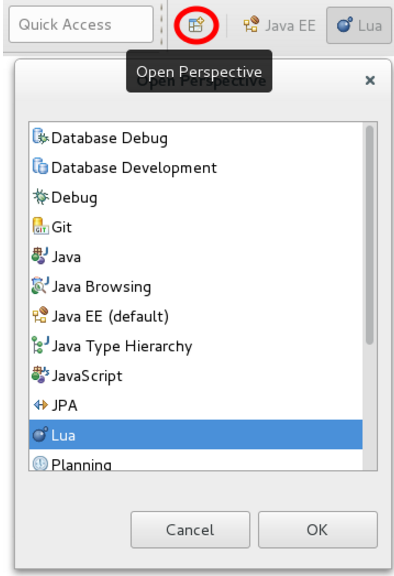 Quick Access
Java EE
Lua
Open Perspective
Database Debug
Database Development
Debug
Git
Java
Java Browsing
Java EE (default)
Java Type Hierarchy
JavaScript
JPA
Lua
Planning
Cancel
OK